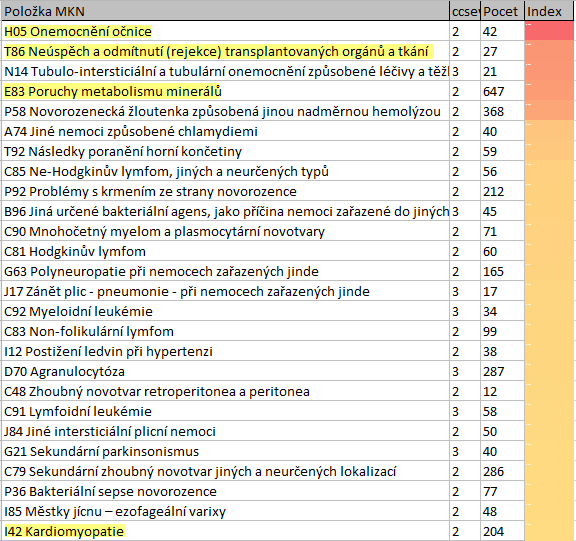 Položka MKN ccsev Pocet Index
H05 Onemocnění očnice 2 42
T86 Neúspěch a odmítnutí (rejekce) transplantovaných orgánů a tkání 2 27
N14 Tubulo-intersticiální a tubulární onemocnění způsobené léčivy a těž 3 21
E83 Poruchy metabolismu minerálů 2 647
P58 Novorozenecká žloutenka způsobená jinou nadměrnou hemolýzou 2 368
A74 Jiné nemoci způsobené chlamydiemi 2 40
T92 Následky poranění horní končetiny 2 59
C85 Ne-Hodgkinův lymfom, jiných a neurčených typů 2 56
P92 Problémy s krmením ze strany novorozence 2 212
B96 Jiná určené bakteriální agens, jako příčina nemoci zařazené do jiných 3 45
C90 Mnohočetný myelom a plasmocytární novotvary 2 71
C81 Hodgkinův lymfom 2 60
G63 Polyneuropatie při nemocech zařazených jinde 2 165
J17 Zánět plic - pneumonie - při nemocech zařazených jinde 3 17
C92 Myeloidní leukémie 3 34
C83 Non-folikulární lymfom 2 99
I12 Postižení ledvin při hypertenzi 2 38
D70 Agranulocytóza 3 287
C48 Zhoubný novotvar retroperitonea a peritonea 2 12
C91 Lymfoidní leukémie 3 58
J84 Jiné intersticiální plicní nemoci 2 50
G21 Sekundární parkinsonismus 3 40
C79 Sekundární zhoubný novotvar jiných a neurčených lokalizací 2 286
P36 Bakteriální sepse novorozence 2 77
I85 Městky jícnu – ezofageální varixy 2 48
I42 Kardiomyopatie 2 204